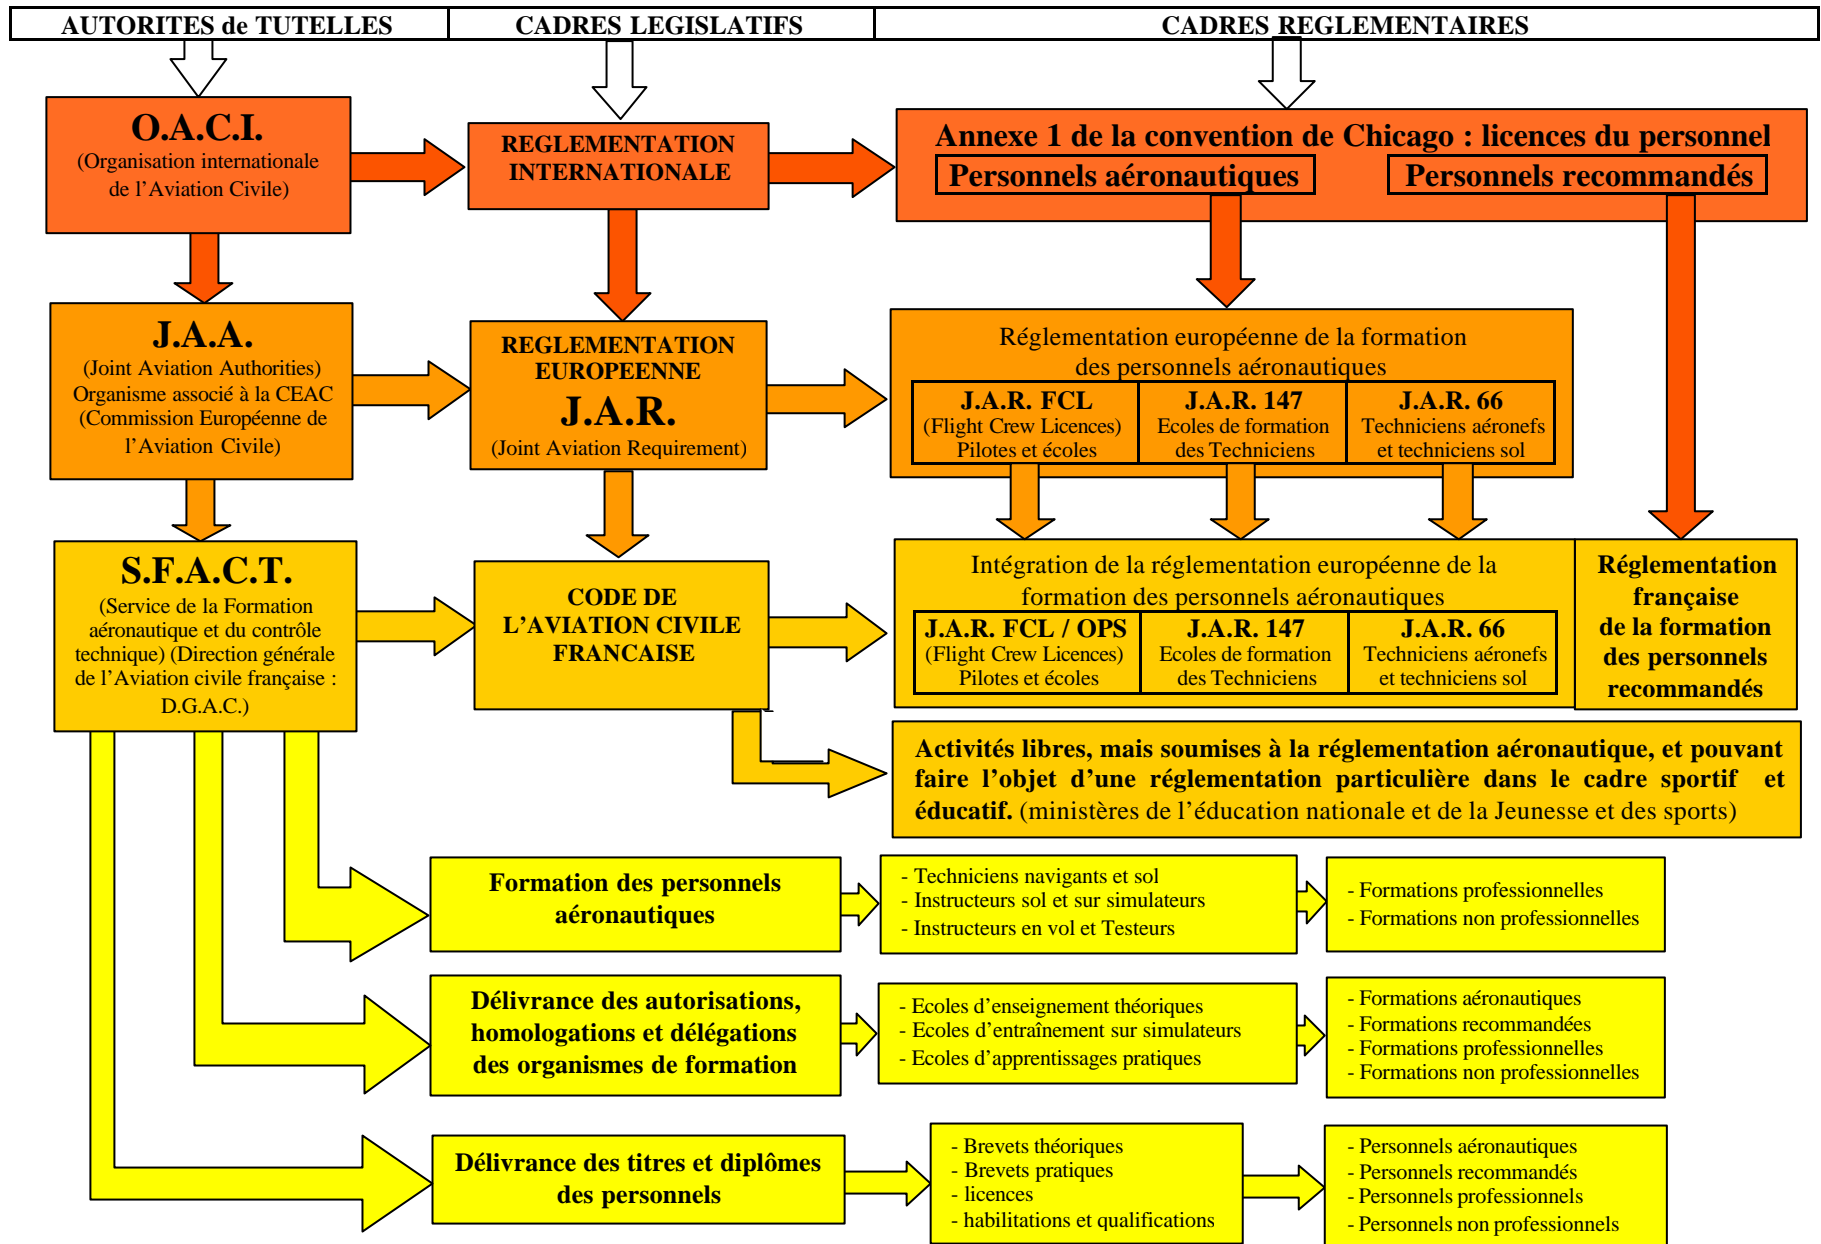 AUTORITES de TUTELLES
CADRES LEGISLATIFS
CADRES REGLEMENTAIRES
O.A.C.I.
(Organisation internationale
de l’Aviation Civile)
REGLEMENTATION
INTERNATIONALE
Annexe 1 de la convention de Chicago : licences du personnel
Personnels aéronautiques
Personnels recommandés
J.A.A.
(Joint Aviation Authorities)
Organisme associé à la CEAC
(Commission Européenne de
l’Aviation Civile)
REGLEMENTATION
EUROPEENNE
J.A.R.
(Joint Aviation Requirement)
Réglementation européenne de la formation
des personnels aéronautiques
J.A.R. FCL
(Flight Crew Licences)
Pilotes et écoles
J.A.R. 147
Ecoles de formation
des Techniciens
J.A.R. 66
Techniciens aéronefs
et techniciens sol
S.F.A.C.T.
(Service de la Formation
aéronautique et du contrôle
technique) (Direction générale
de l’Aviation civile française :
D.G.A.C.)
CODE DE
L’AVIATION CIVILE
FRANCAISE
Intégration de la réglementation européenne de la
formation des personnels aéronautiques
J.A.R. FCL / OPS
(Flight Crew Licences)
Pilotes et écoles
J.A.R. 147
Ecoles de formation
des Techniciens
J.A.R. 66
Techniciens aéronefs
et techniciens sol
Réglementation
française
de la formation
des personnels
recommandés
Activités libres, mais soumises à la réglementation aéronautique, et pouvant
faire l’objet d’une réglementation particulière dans le cadre sportif et
éducatif. (ministères de l’éducation nationale et de la Jeunesse et des sports)
Formation des personnels
aéronautiques
- Techniciens navigants et sol
- Instructeurs sol et sur simulateurs
- Instructeurs en vol et Testeurs
- Formations professionnelles
- Formations non professionnelles
Délivrance des autorisations,
homologations et délégations
des organismes de formation
- Ecoles d’enseignement théoriques
- Ecoles d’entraînement sur simulateurs
- Ecoles d’apprentissages pratiques
- Formations aéronautiques
- Formations recommandées
- Formations professionnelles
- Formations non professionnelles
Délivrance des titres et diplômes
des personnels
- Brevets théoriques
- Brevets pratiques
- licences
- habilitations et qualifications
- Personnels aéronautiques
- Personnels recommandés
- Personnels professionnels
- Personnels non professionnels